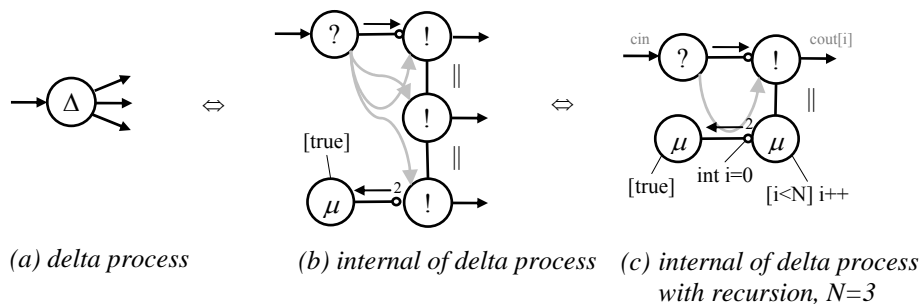 Δ
⇔
?
!
||
!
||
[true]
2
μ
!
⇔
cin
?
!
cout[i]
||
2
μ
μ
[true]
int i=0
[i<N] i++
(a) delta process
(b) internal of delta process
(c) internal of delta process
with recursion, N=3